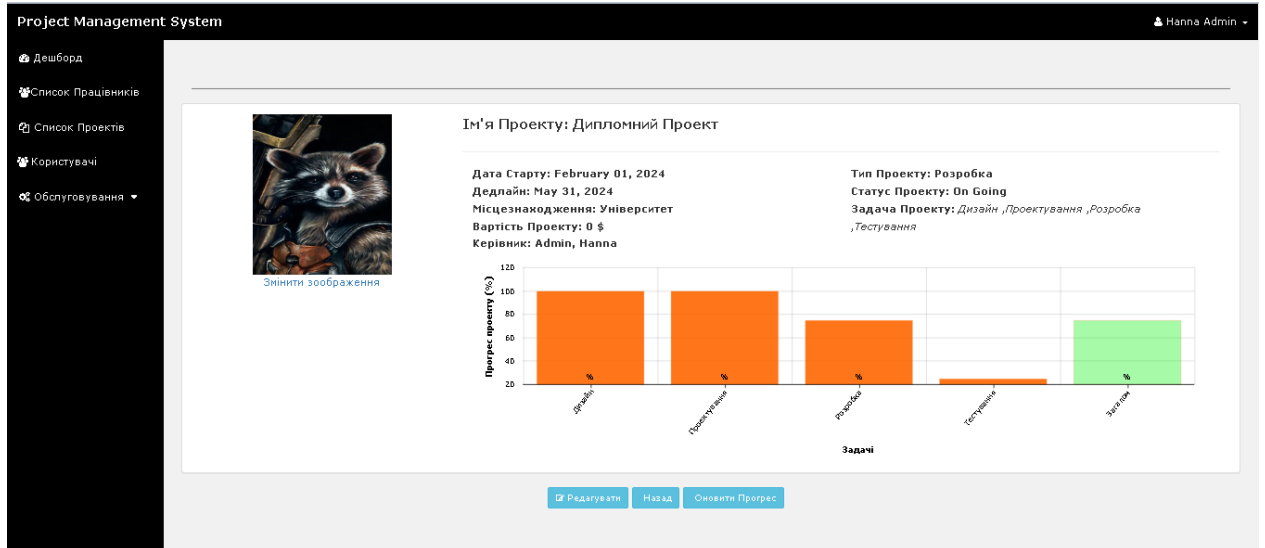 Project Management System
Hanna Admin
Дешборд
Список Працівників
Список Проектів
Користувачі
Обслуговування
Ім'я Проекту: Дипломний Проект
Дата Старту: February 01, 2024
Дедлайн: May 31, 2024
Місцезнаходження: Університет
Вартість Проекту: 0 $
Керівник: Admin, Hanna
Тип Проекту: Розробка
Статус Проекту: On Going
Задача Проекту: Дизайн ,Проектування ,Розробка
,Тестування
Змінити зоображення
Прогрес проекту (%)
120
100
80
60
40
20
%
%
%
%
Дизайн
Проектування
Розробка
Тестування
Загалом
Задачі
Редагувати
Назад
Оновити Прогрес